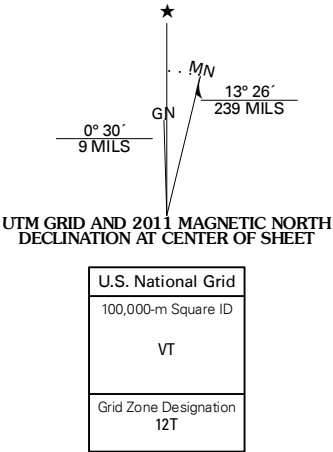 ★
MN
GN
13° 26´
239 MILS
0° 30´
9 MILS
UTM GRID AND 2011 MAGNETIC NORTH
DECLINATION AT CENTER OF SHEET
U.S. National Grid
100,000-m Square ID
VT
Grid Zone Designation
12T